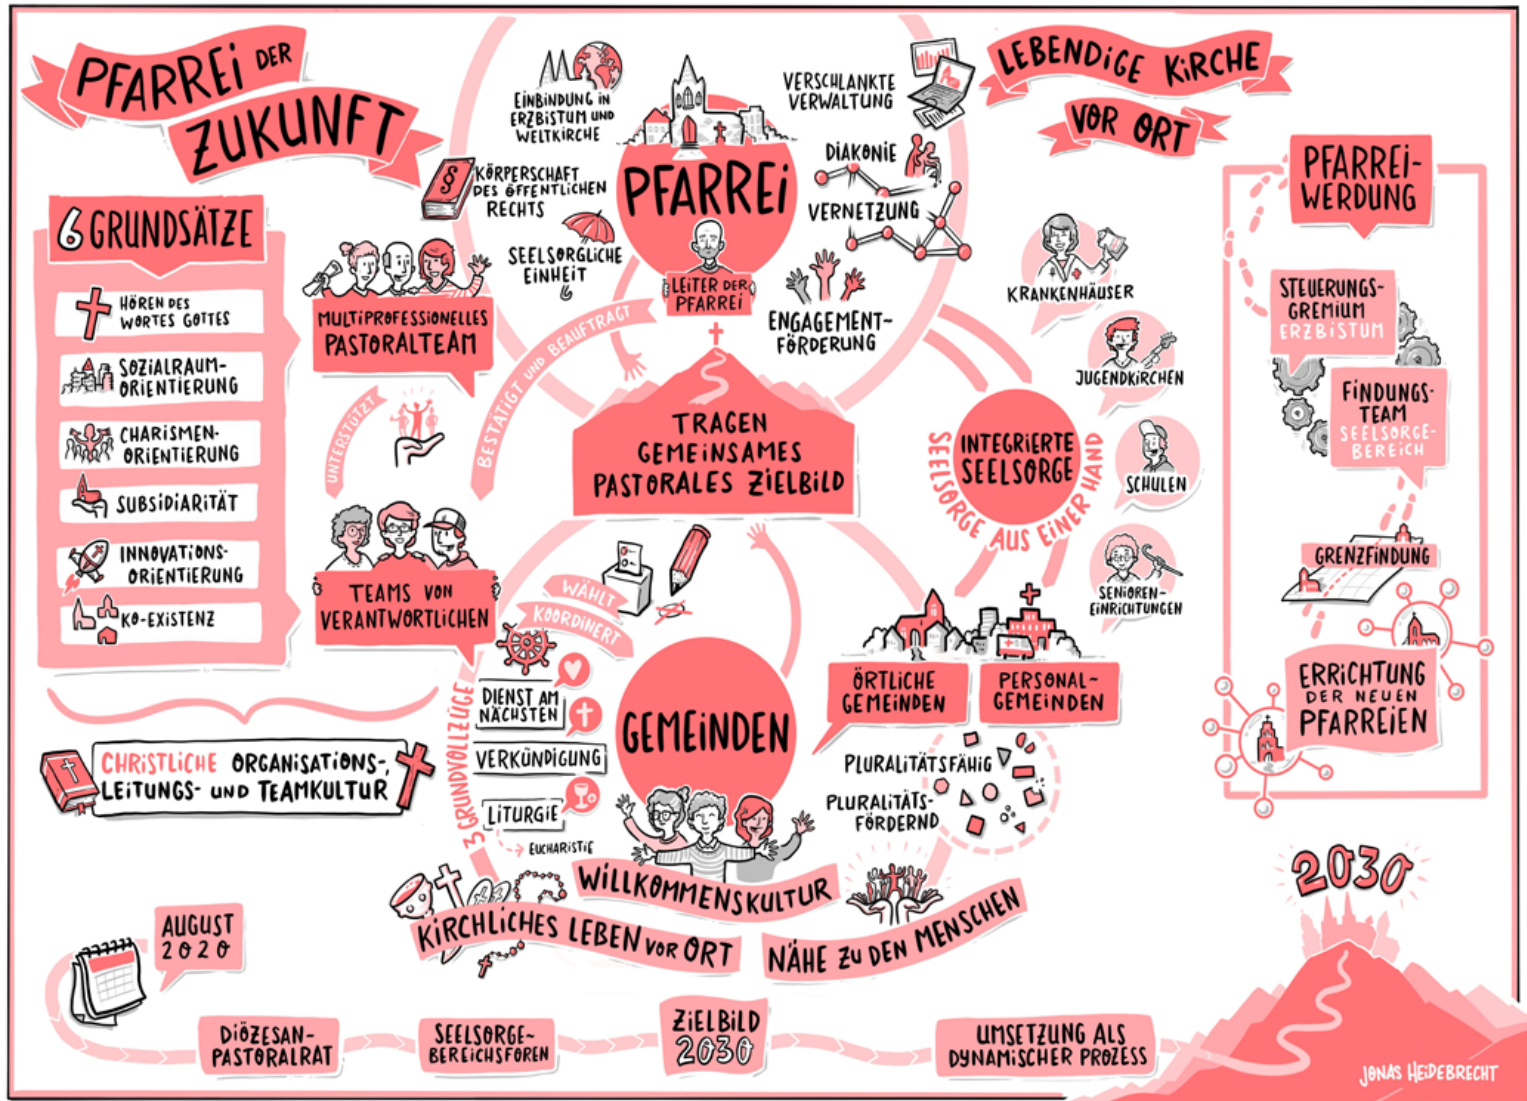 PFARREI DER
ZUKUNFT
6 GRUNDSÄTZE
HÖREN DES
WORTES GOTTES
SOZIALRAUM-
ORIENTIERUNG
CHARISMEN-
ORIENTIERUNG
SUBSIDIARITÄT
INNOVATIONS-
ORIENTIERUNG
KO-EXISTENZ
CHRISTLICHE ORGANISATIONS-,
LEITUNGS- UND TEAMKULTUR
MULTIPROFESSIONELLES
PASTORALTEAM
UNTERSTÜTZT
TEAMS VON
VERANTWORTLICHEN
BESTÄTIGT UND BEAUFTRAGT
EINBINDUNG IN
ERZBISTUM UND
WELTKIRCHE
§
KÖRPERSCHAFT
DES ÖFFENTLICHEN
RECHTS
SEELSORGLICHE
EINHEIT
PFARREI
LEITER DER
PFARREI
VERSCHLANKTE
VERWALTUNG
DIAKONIE
VERNETZUNG
ENGAGEMENT-
FÖRDERUNG
TRAGEN
GEMEINSAMES
PASTORALES ZIELBILD
WÄHLT
KOORDINIERT
3 GRUNDVOLLZÜGE
DIENST AM
NÄCHSTEN
VERKÜNDIGUNG
LITURGIE
EUCHARISTIE
GEMEINDEN
WILLKOMMENSKULTUR
KIRCHLICHES LEBEN VOR ORT
NÄHE ZU DEN MENSCHEN
ÖRTLICHE
GEMEINDEN
PERSONAL-
GEMEINDEN
PLURALITÄTSFÄHIG
PLURALITÄTS-
FÖRDERND
LEBENDIGE KIRCHE
VOR ORT
INTEGRIERTE
SEELSORGE
SEELSORGE AUS EINER HAND
KRANKENHÄUSER
JUGENDKIRCHEN
SCHULEN
SENIOREN-
EINRICHTUNGEN
PFARREI-
WERDUNG
STEUERUNGS-
GREMIUM
ERZBISTUM
FINDUNGS-
TEAM
SEELSORGE-
BEREICH
GRENZFINDUNG
ERRICHTUNG
DER NEUEN
PFARREIEN
AUGUST
2020
DIÖZESAN-
PASTORALRAT
SEELSORGE-
BEREICHSFOREN
ZIELBILD
2030
UMSETZUNG ALS
DYNAMISCHER PROZESS
2030
JONAS HEIDEBRECHT